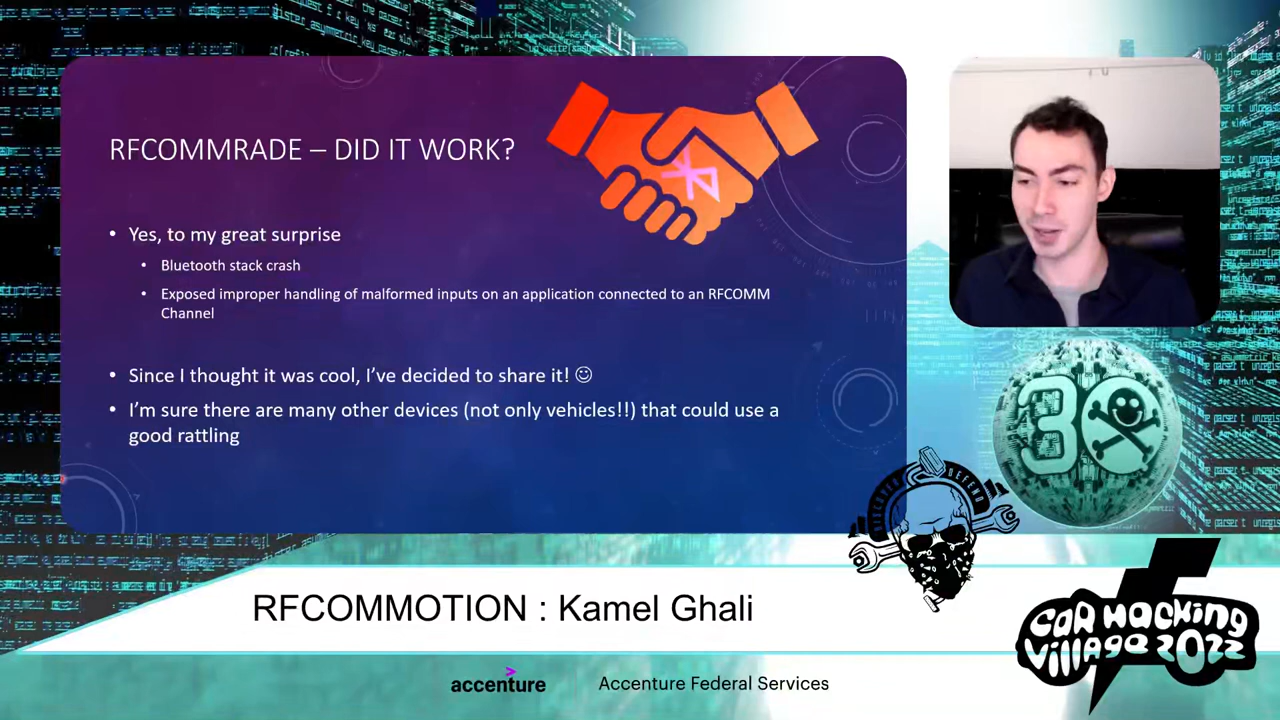 RFCOMMRADE – DID IT WORK?
• Yes, to my great surprise
• Bluetooth stack crash
• Exposed improper handling of malformed inputs on an application connected to an RFCOMM
Channel
• Since I thought it was cool, I've decided to share it! ☺
• I'm sure there are many other devices (not only vehicles!!) that could use a
good rattling
30
DEFEND
RFCOMMOTION : Kamel Ghali
CAR HACKING
VILLAGE 2022
accenture
Accenture Federal Services